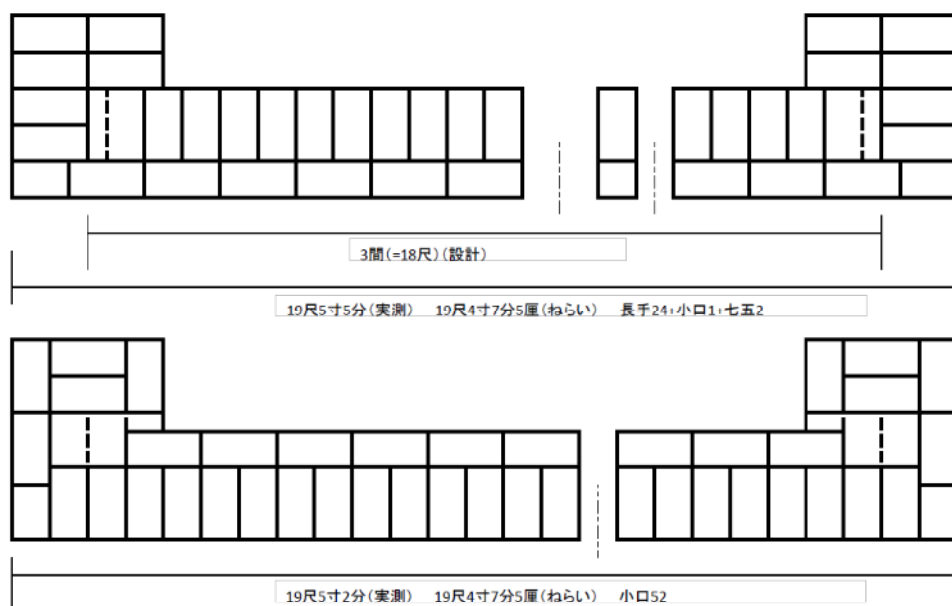 3間(=18尺)(設計)
19尺5寸5分(実測) 19尺4寸7分5厘(ねらい) 長手24+小口1+七五2
19尺5寸2分(実測) 19尺4寸7分5厘(ねらい) 小口52